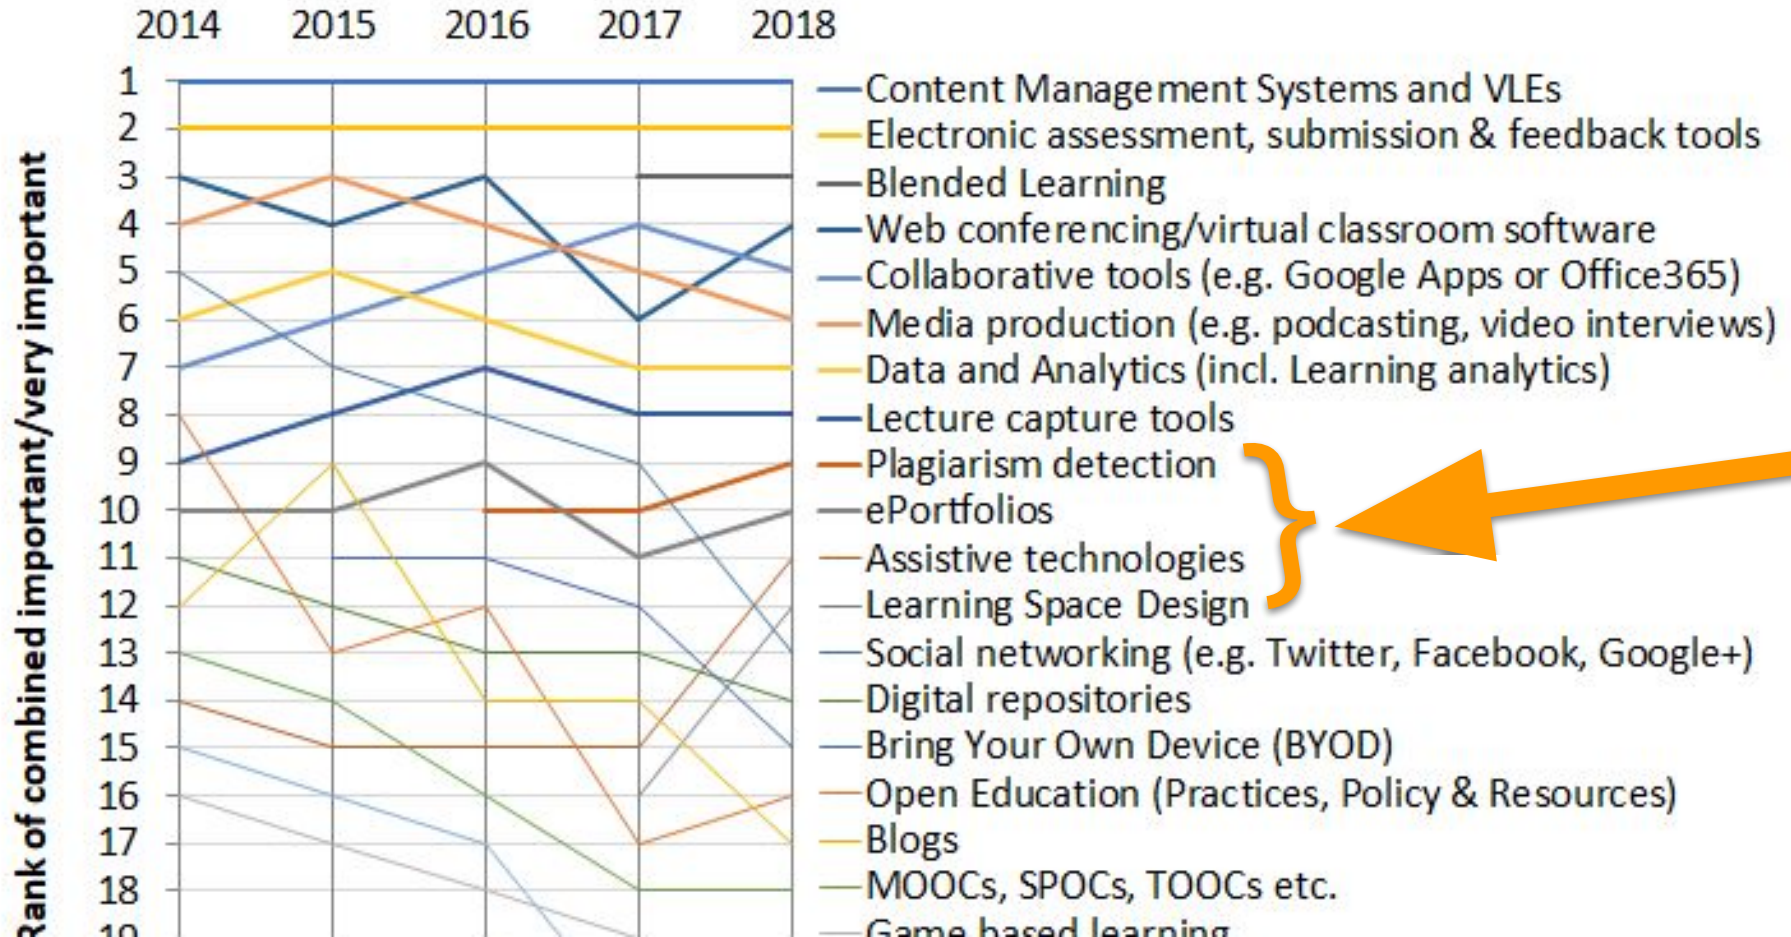 2014 2015 2016 2017 2018
Rank of combined important/very important
1
2
3
4
5
6
7
8
9
10
11
12
13
14
15
16
17
18
19
Content Management Systems and VLEs
Electronic assessment, submission & feedback tools
Blended Learning
Web conferencing/virtual classroom software
Collaborative tools (e.g. Google Apps or Office365)
Media production (e.g. podcasting, video interviews)
Data and Analytics (incl. Learning analytics)
Lecture capture tools
Plagiarism detection
ePortfolios
Assistive technologies
Learning Space Design
Social networking (e.g. Twitter, Facebook, Google+)
Digital repositories
Bring Your Own Device (BYOD)
Open Education (Practices, Policy & Resources)
Blogs
MOOCs, SPOCs, TOOCs etc.
Game based learning